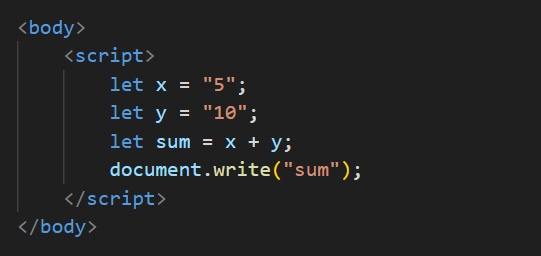 <body>
<script>
let x = "5";
let y = "10";
let sum = x + y;
document.write("sum");
</script>
</body>